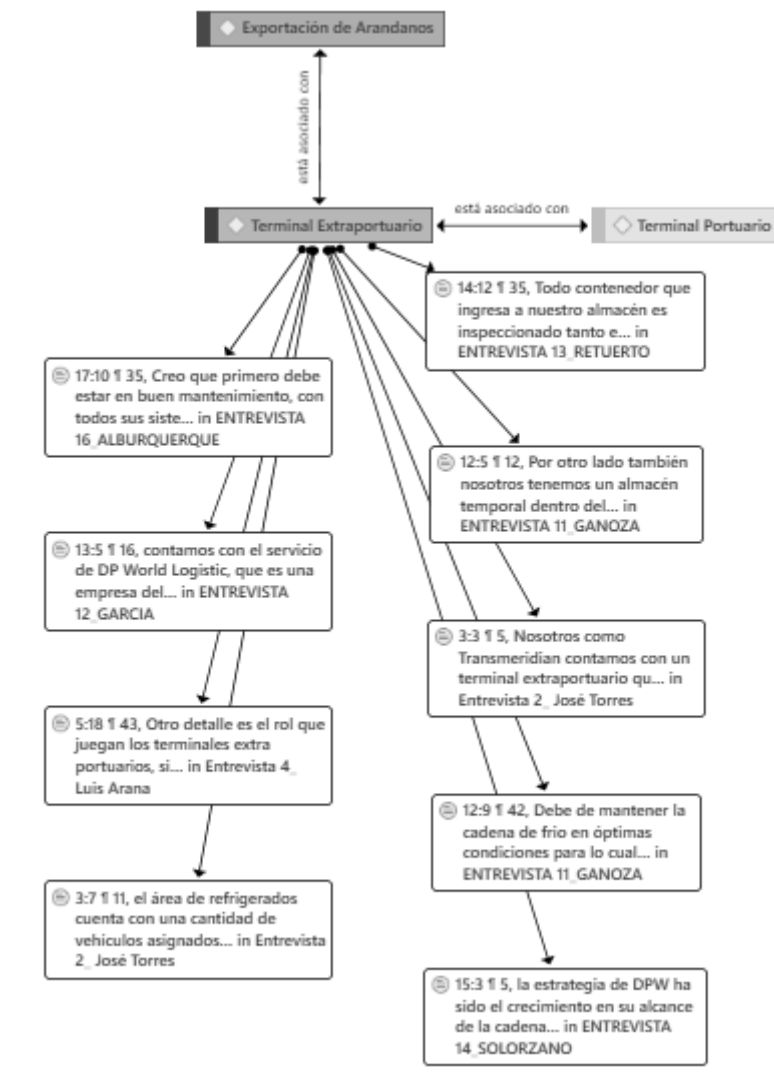 Exportación de Arandanos
está asociado con
Terminal Extraportuario
está asociado con
Terminal Portuario
14:12 ¶ 35, Todo contenedor que
ingresa a nuestro almacén es
inspeccionado tanto e... in
ENTREVISTA 13_RETUERTO
17:10 ¶ 35, Creo que primero debe
estar en buen mantenimiento, con
todos sus siste... in ENTREVISTA
16_ALBURQUERQUE
12:5 ¶ 12, Por otro lado también
nosotros tenemos un almacén
temporal dentro del... in
ENTREVISTA 11_GANOZA
13:5 ¶ 16, contamos con el servicio
de DP World Logistic, que es una
empresa del... in ENTREVISTA
12_GARCIA
3:3 ¶ 5, Nosotros como
Transmeridian contamos con un
terminal extraportuario qu... in
Entrevista 2_ José Torres
5:18 ¶ 43, Otro detalle es el rol que
juegan los terminales extra
portuarios, si... in Entrevista 4_
Luis Arana
12:9 ¶ 42, Debe de mantener la
cadena de frio en óptimas
condiciones para lo cual... in
ENTREVISTA 11_GANOZA
3:7 ¶ 11, el área de refrigerados
cuenta con una cantidad de
vehículos asignados... in Entrevista
2_ José Torres
15:3 ¶ 5, la estrategia de DPW ha
sido el crecimiento en su alcance
de la cadena... in ENTREVISTA
14_SOLORZANO